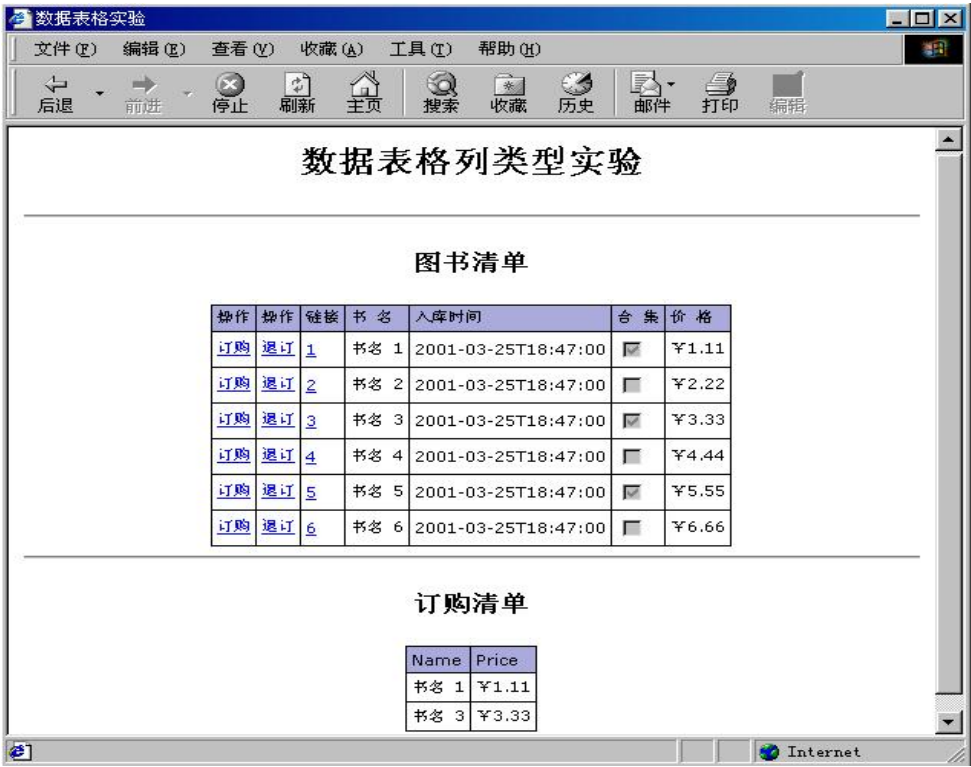 数据表格实验
文件(F) 编辑(E) 查看(V) 收藏(A) 工具(T) 帮助(H)
后退 前进 停止 刷新 主页 搜索 收藏 历史 邮件 打印 编辑
数据表格列类型实验
图书清单
操作 操作 链接 书 名 入库时间 合 集 价 格
订购 退订 1 书名 1 2001-03-25T18:47:00 ¥1.11
订购 退订 2 书名 2 2001-03-25T18:47:00 ¥2.22
订购 退订 3 书名 3 2001-03-25T18:47:00 ¥3.33
订购 退订 4 书名 4 2001-03-25T18:47:00 ¥4.44
订购 退订 5 书名 5 2001-03-25T18:47:00 ¥5.55
订购 退订 6 书名 6 2001-03-25T18:47:00 ¥6.66
订购清单
Name Price
书名 1 ¥1.11
书名 3 ¥3.33
Internet